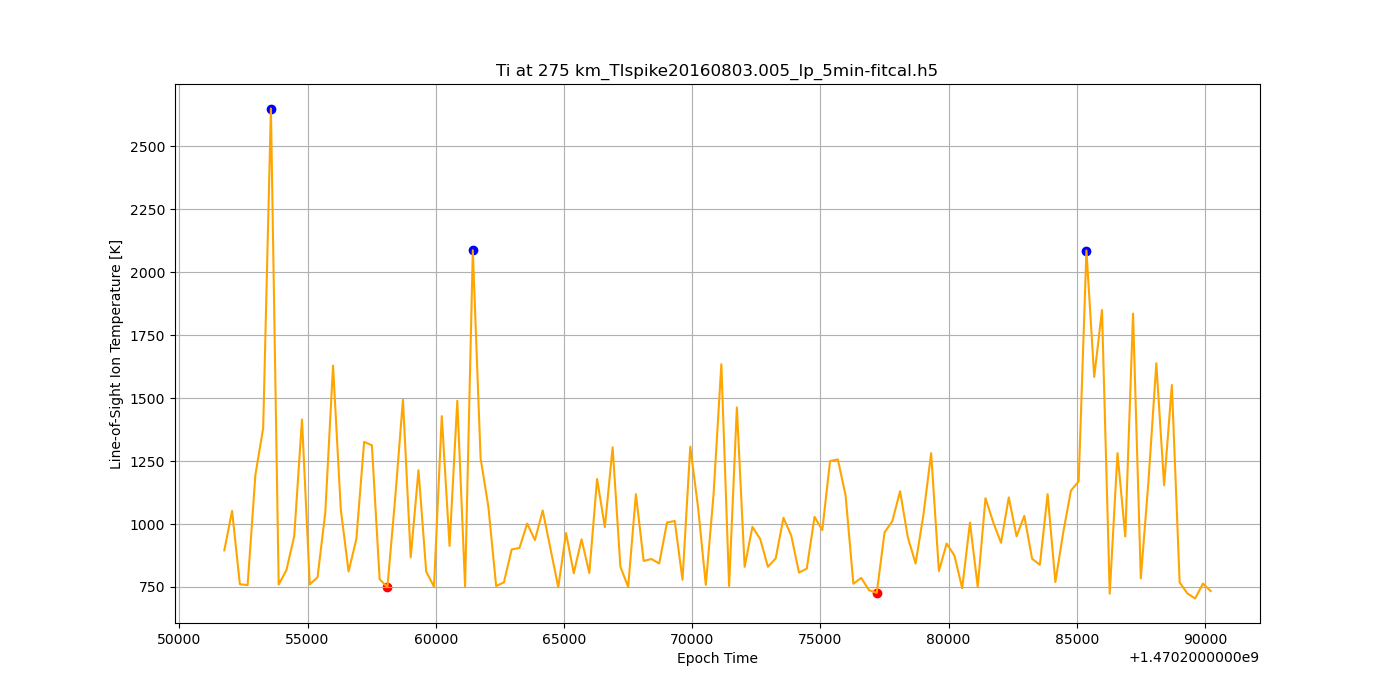 Ti at 275 km_TIspike20160803.005_lp_5min-fitcal.h5
Line-of-Sight Ion Temperature [K]
2500
2250
2000
1750
1500
1250
1000
750
50000 55000 60000 65000 70000 75000 80000 85000 90000
Epoch Time
+1.4702000000e9